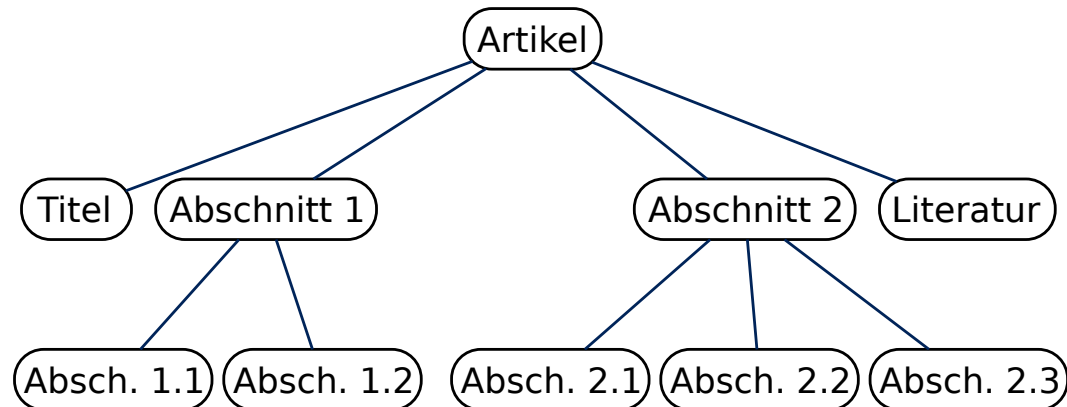 Artikel
Titel
Abschnitt 1
Abschnitt 2
Literatur
Absch. 1.1
Absch. 1.2
Absch. 2.1
Absch. 2.2
Absch. 2.3